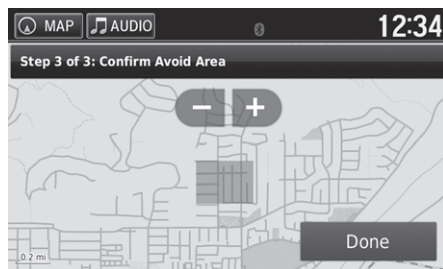 MAP AUDIO 12:34
Step 3 of 3: Confirm Avoid Area
− +
0.2 mi
Done